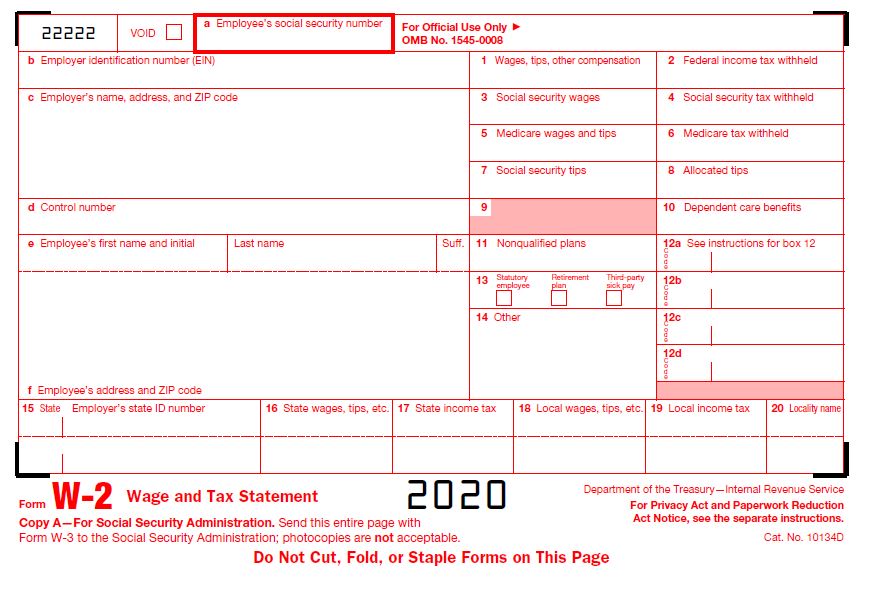 22222 VOID a Employee's social security number For Official Use Only ►
OMB No. 1545-0008
b Employer identification number (EIN)
1 Wages, tips, other compensation
2 Federal income tax withheld
c Employer's name, address, and ZIP code
3 Social security wages
4 Social security tax withheld
5 Medicare wages and tips
6 Medicare tax withheld
7 Social security tips
8 Allocated tips
d Control number
9
10 Dependent care benefits
e Employee's first name and initial
Last name
Suff.
11 Nonqualified plans
12a See instructions for box 12
Code
13 Statutory employee
Retirement plan
Third-party sick pay
12b
Code
14 Other
12c
Code
12d
Code
f Employee's address and ZIP code
15 State Employer's state ID number
16 State wages, tips, etc.
17 State income tax
18 Local wages, tips, etc.
19 Local income tax
20 Locality name
Form W-2 Wage and Tax Statement
2020
Department of the Treasury—Internal Revenue Service
For Privacy Act and Paperwork Reduction
Act Notice, see the separate instructions.
Copy A—For Social Security Administration. Send this entire page with
Form W-3 to the Social Security Administration; photocopies are not acceptable.
Cat. No. 10134D
Do Not Cut, Fold, or Staple Forms on This Page